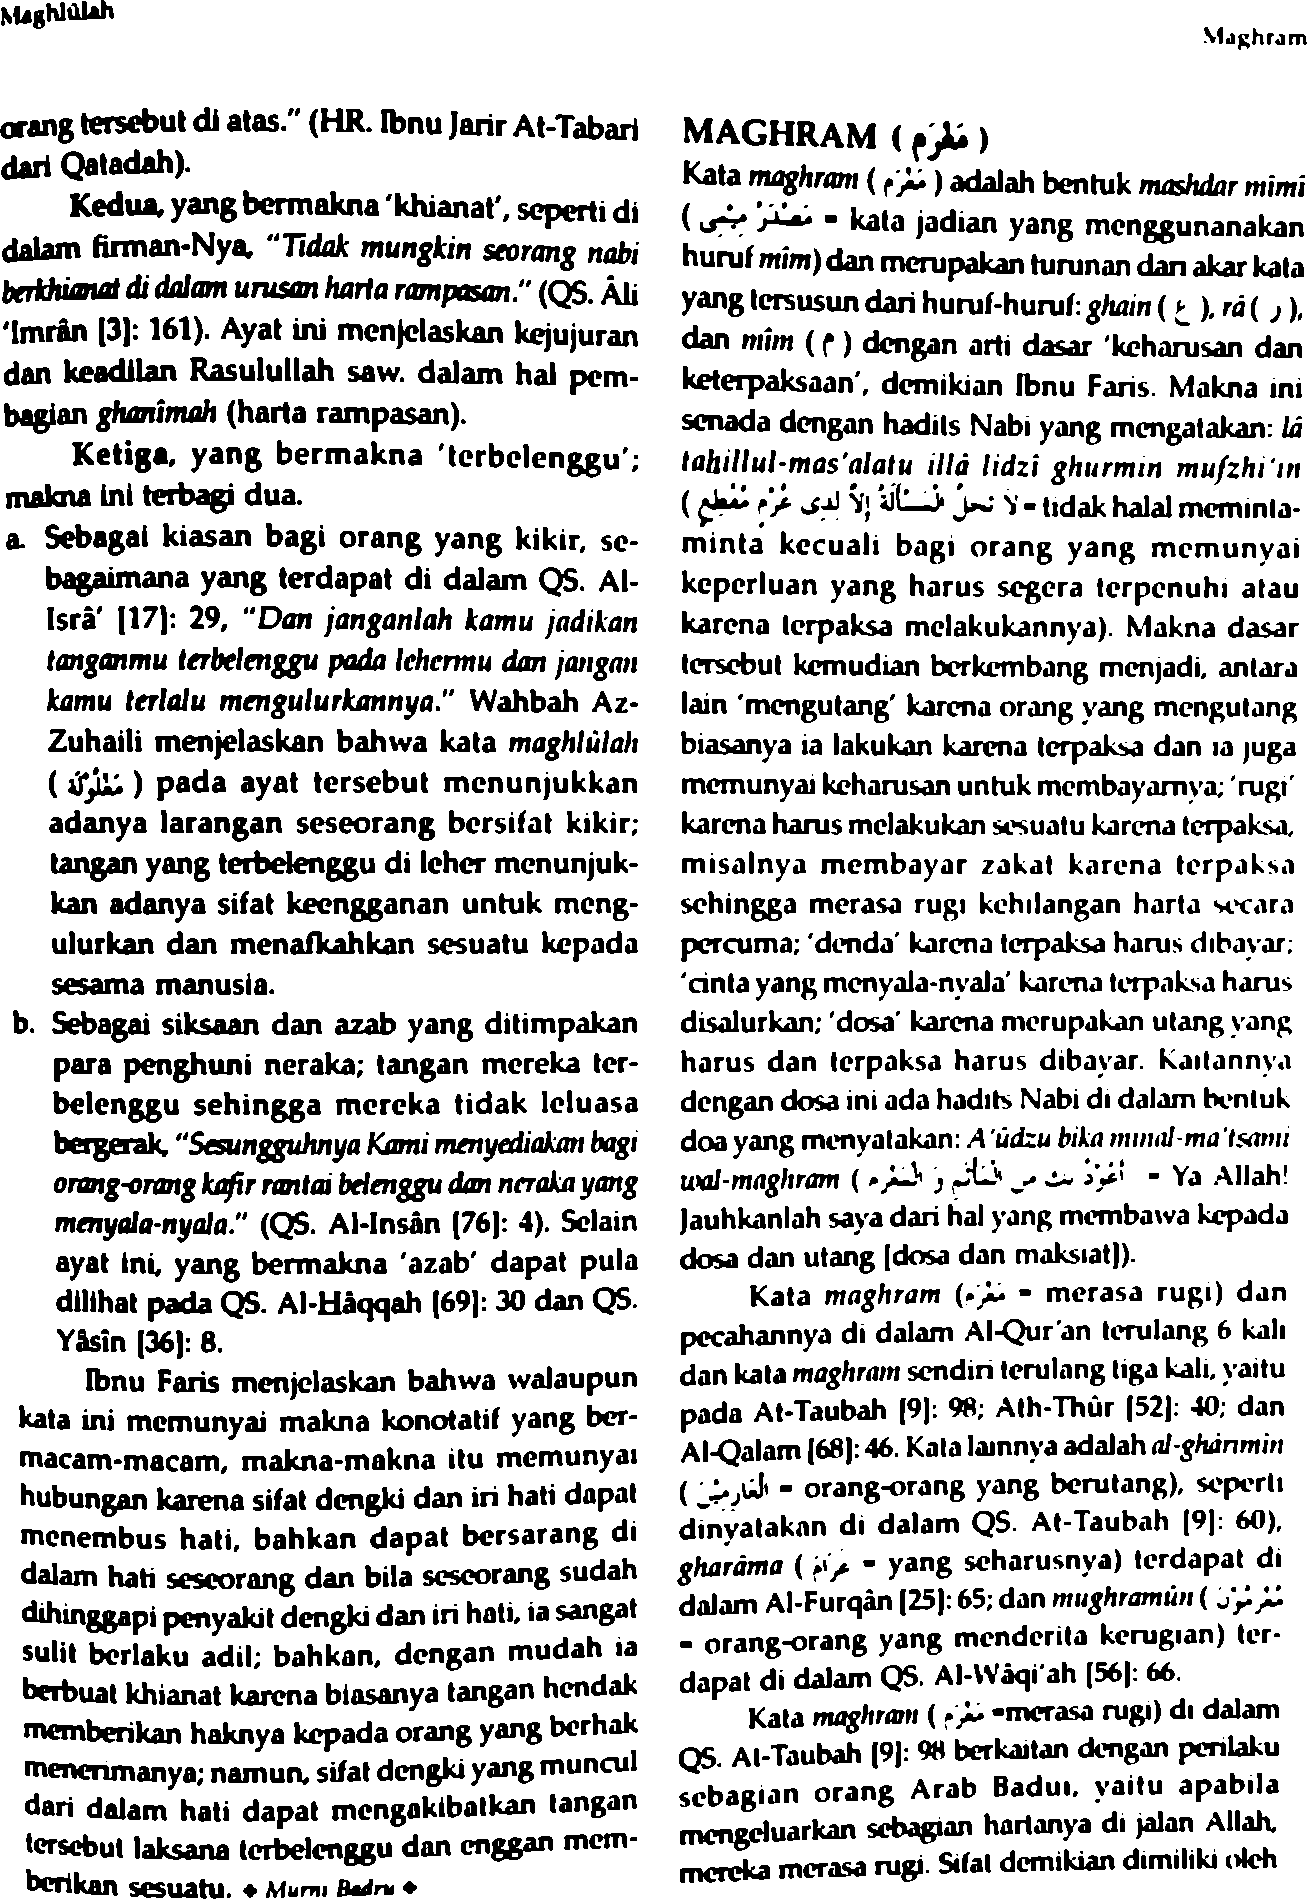 Maghlûlah
Maghram
orang tersebut di atas." (HR. Ibnu Jarir At-Tabari
dari Qatadah).
Kedua, yang bermakna 'khianat', seperti di
dalam firman-Nya, "Tidak mungkin seorang nabi
berkhianat di dalam urusan harta rampasan." (QS. Âli
'Imrân [3]: 161). Ayat ini menjelaskan kejujuran
dan keadilan Rasulullah saw. dalam hal pem-
bagian ghanîmah (harta rampasan).
Ketiga, yang bermakna 'terbelenggu';
makna ini terbagi dua.
a. Sebagai kiasan bagi orang yang kikir, se-
bagaimana yang terdapat di dalam QS. Al-
Isrâ' [17]: 29, "Dan janganlah kamu jadikan
tanganmu terbelenggu pada lehermu dan jangan
kamu terlalu mengulurkannya." Wahbah Az-
Zuhaili menjelaskan bahwa kata maghlûlah
( مَغْلُوْلَةً ) pada ayat tersebut menunjukkan
adanya larangan seseorang bersifat kikir;
tangan yang terbelenggu di leher menunjuk-
kan adanya sifat keengganan untuk meng-
ulurkan dan menafkahkan sesuatu kepada
sesama manusia.
b. Sebagai siksaan dan azab yang ditimpakan
para penghuni neraka; tangan mereka ter-
belenggu sehingga mereka tidak leluasa
bergerak, "Sesungguhnya Kami menyediakan bagi
orang-orang kafir rantai belenggu dan neraka yang
menyala-nyala." (QS. Al-Insân [76]: 4). Selain
ayat ini, yang bermakna 'azab' dapat pula
dilihat pada QS. Al-Hâqqah [69]: 30 dan QS.
Yâsîn [36]: 8.
Ibnu Faris menjelaskan bahwa walaupun
kata ini memunyai makna konotatif yang ber-
macam-macam, makna-makna itu memunyai
hubungan karena sifat dengki dan iri hati dapat
menembus hati, bahkan dapat bersarang di
dalam hati seseorang dan bila seseorang sudah
dihinggapi penyakit dengki dan iri hati, ia sangat
sulit berlaku adil; bahkan, dengan mudah ia
berbuat khianat karena biasanya tangan hendak
memberikan haknya kepada orang yang berhak
menerimanya; namun, sifat dengki yang muncul
dari dalam hati dapat mengakibatkan tangan
tersebut laksana terbelenggu dan enggan mem-
berikan sesuatu. ♦ Murni Badru ♦
MAGHRAM ( مَغْرَم )
Kata maghram ( مَغْرَم ) adalah bentuk mashdar mîmî
( مَصْدَرٌ مِيْمِي = kata jadian yang menggunanakan
huruf mîm) dan merupakan turunan dari akar kata
yang tersusun dari huruf-huruf: ghain ( غ ), râ ( ر ),
dan mîm ( م ) dengan arti dasar 'keharusan dan
keterpaksaan', demikian Ibnu Faris. Makna ini
senada dengan hadits Nabi yang mengatakan: lâ
tahillul-mas'alatu illâ lidzî ghurmin mufzhi'in
( لاَ تَحِلُّ الْمَسْأَلَةُ إِلاَّ لِذِى غُرْمٍ مُفْظِعٍ = tidak halal meminta-
minta kecuali bagi orang yang memunyai
keperluan yang harus segera terpenuhi atau
karena terpaksa melakukannya). Makna dasar
tersebut kemudian berkembang menjadi, antara
lain 'mengutang' karena orang yang mengutang
biasanya ia lakukan karena terpaksa dan ia juga
memunyai keharusan untuk membayarnya; 'rugi'
karena harus melakukan sesuatu karena terpaksa,
misalnya membayar zakat karena terpaksa
sehingga merasa rugi kehilangan harta secara
percuma; 'denda' karena terpaksa harus dibayar;
'cinta yang menyala-nyala' karena terpaksa harus
disalurkan; 'dosa' karena merupakan utang yang
harus dan terpaksa harus dibayar. Kaitannya
dengan dosa ini ada hadits Nabi di dalam bentuk
doa yang menyatakan: A'ûdzu bika minal-ma'tsami
wal-maghram ( أَعُوْذُ بِكَ مِنَ الْمَأْثَمِ وَ الْمَغْرَمِ = Ya Allah!
Jauhkanlah saya dari hal yang membawa kepada
dosa dan utang [dosa dan maksiat]).
Kata maghram (مَغْرَم = merasa rugi) dan
pecahannya di dalam Al-Qur'an terulang 6 kali
dan kata maghram sendiri terulang tiga kali, yaitu
pada At-Taubah [9]: 98; Ath-Thûr [52]: 40; dan
Al-Qalam [68]: 46. Kata lainnya adalah al-ghârimîn
( الْغَارِمِيْنَ = orang-orang yang berutang), seperti
dinyatakan di dalam QS. At-Taubah [9]: 60),
gharâma ( غَرَامً = yang seharusnya) terdapat di
dalam Al-Furqân [25]: 65; dan mughramûn ( مُغْرَمُوْنَ
= orang-orang yang menderita kerugian) ter-
dapat di dalam QS. Al-Wâqi'ah [56]: 66.
Kata maghram ( مَغْرَم =merasa rugi) di dalam
QS. At-Taubah [9]: 98 berkaitan dengan perilaku
sebagian orang Arab Badui, yaitu apabila
mengeluarkan sebagian hartanya di jalan Allah,
mereka merasa rugi. Sifat demikian dimiliki oleh